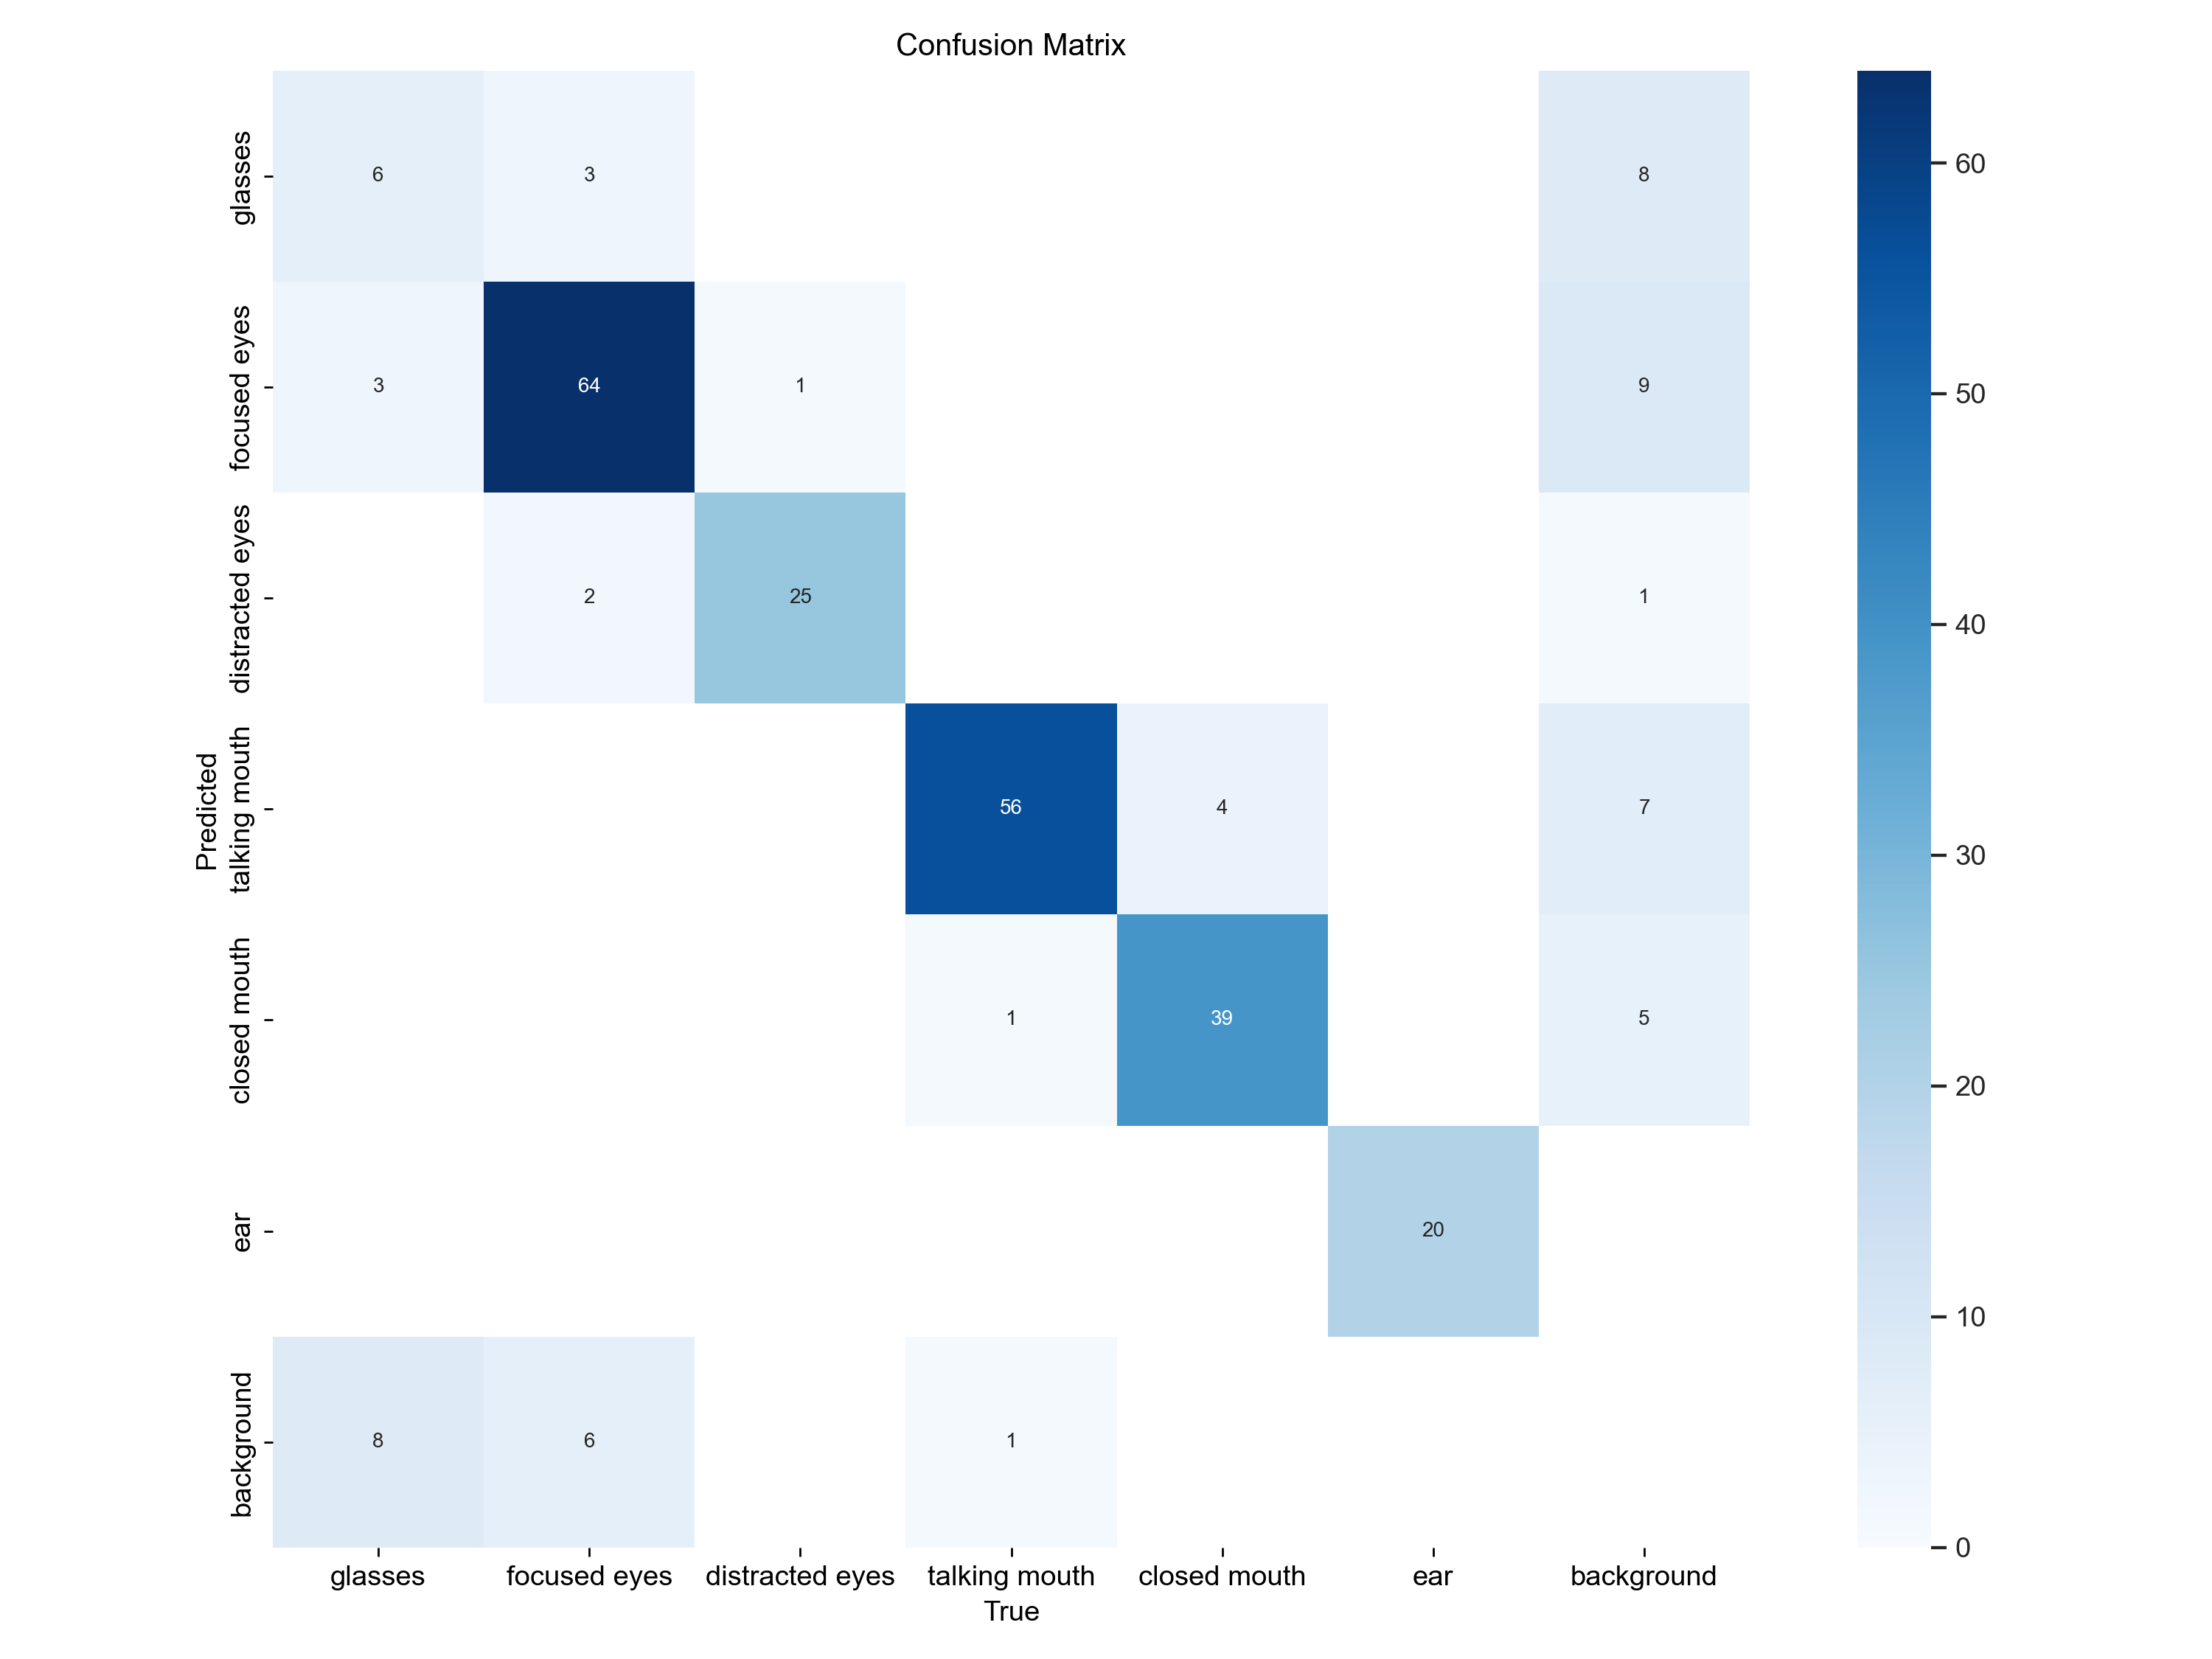 Confusion Matrix
glasses
6
3
8
60
focused eyes
3
64
1
9
50
distracted eyes
2
25
1
40
Predicted
talking mouth
56
4
7
30
closed mouth
1
39
5
20
ear
20
10
background
8
6
1
0
glasses
focused eyes
distracted eyes
talking mouth
closed mouth
ear
background
True